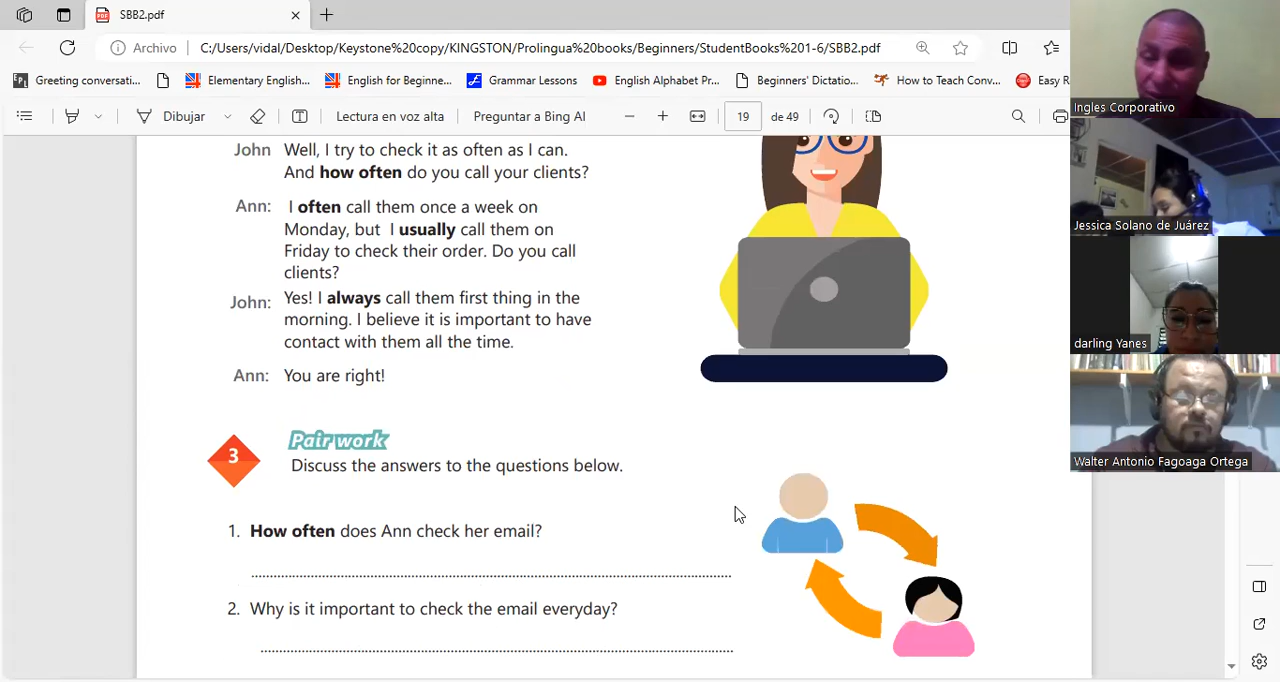 SBB2.pdf
Archivo
C:/Users/vidal/Desktop/Keystone%20copy/KINGSTON/Prolingua%20books/Beginners/StudentBooks%201-6/SBB2.pdf
Greeting conversati...
Elementary English...
English for Beginne...
Grammar Lessons
English Alphabet Pr...
Beginners' Dictatio...
How to Teach Conv...
Easy R
Dibujar
Lectura en voz alta
Preguntar a Bing AI
19
de 49
John Well, I try to check it as often as I can.
And how often do you call your clients?
Ann: I often call them once a week on
Monday, but I usually call them on
Friday to check their order. Do you call
clients?
John: Yes! I always call them first thing in the
morning. I believe it is important to have
contact with them all the time.
Ann: You are right!
3
Pair work
Discuss the answers to the questions below.
1. How often does Ann check her email?
2. Why is it important to check the email everyday?
Ingles Corporativo
Jessica Solano de Juárez
darling Yanes
Walter Antonio Fagoaga Ortega